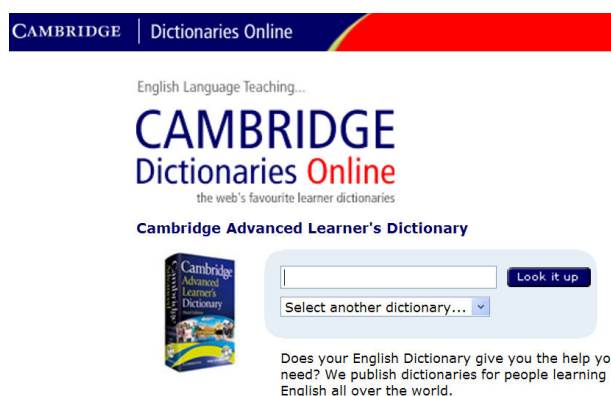 CAMBRIDGE Dictionaries Online
English Language Teaching...
CAMBRIDGE
Dictionaries Online
the web's favourite learner dictionaries
Cambridge Advanced Learner's Dictionary
Cambridge
Advanced
Learner's
Dictionary
Look it up
Select another dictionary...
Does your English Dictionary give you the help yo
need? We publish dictionaries for people learning
English all over the world.